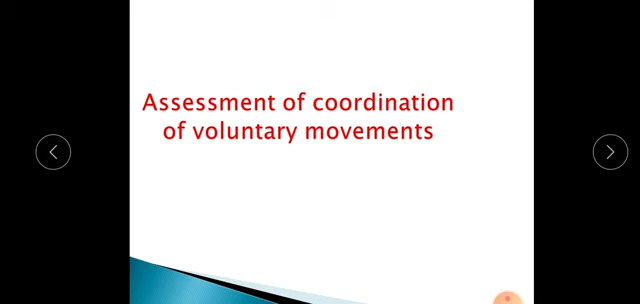 Assessment of coordination
of voluntary movements